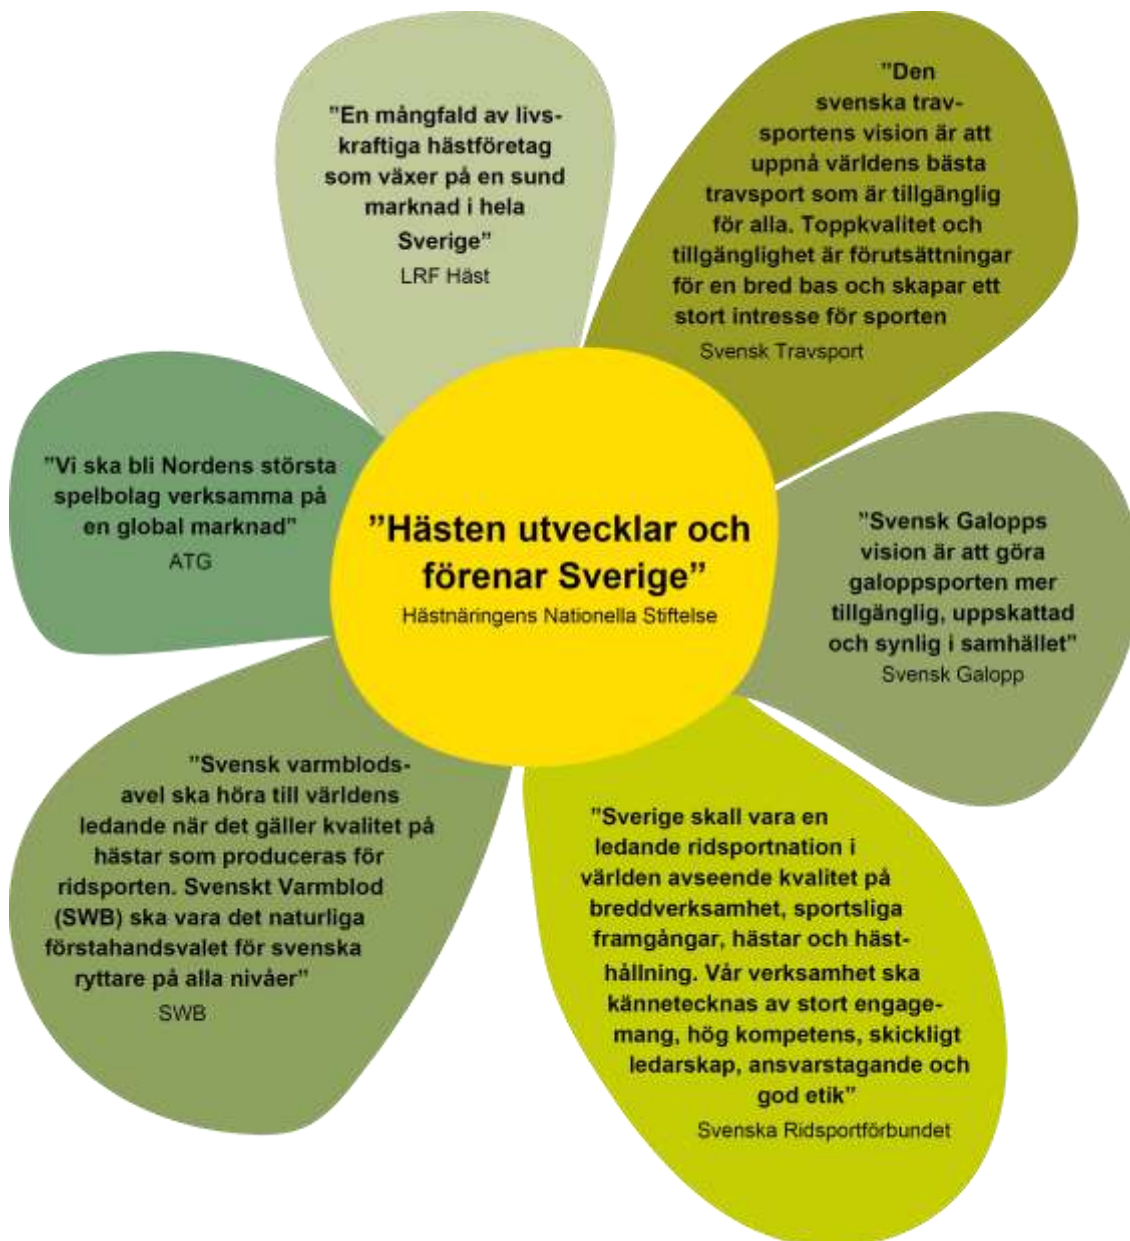 ”En mångfald av livs-
kraftiga hästföretag
som växer på en sund
marknad i hela
Sverige”
LRF Häst
”Den
svenska trav-
sportens vision är att
uppnå världens bästa
travsport som är tillgänglig
för alla. Toppkvalitet och
tillgänglighet är förutsättningar
för en bred bas och skapar ett
stort intresse för sporten
Svensk Travsport
”Vi ska bli Nordens största
spelbolag verksamma på
en global marknad”
ATG
”Hästen utvecklar och
förenar Sverige”
Hästnäringens Nationella Stiftelse
”Svensk Galopps
vision är att göra
galoppsporten mer
tillgänglig, uppskattad
och synlig i samhället”
Svensk Galopp
”Svensk varmblods-
avel ska höra till världens
ledande när det gäller kvalitet på
hästar som produceras för
ridsporten. Svenskt Varmblod
(SWB) ska vara det naturliga
förstahandsvalet för svenska
ryttare på alla nivåer”
SWB
”Sverige skall vara en
ledande ridsportnation i
världen avseende kvalitet på
breddverksamhet, sportsliga
framgångar, hästar och häst-
hållning. Vår verksamhet ska
kännetecknas av stort engage-
mang, hög kompetens, skickligt
ledarskap, ansvarstagande och
god etik”
Svenska Ridsportförbundet